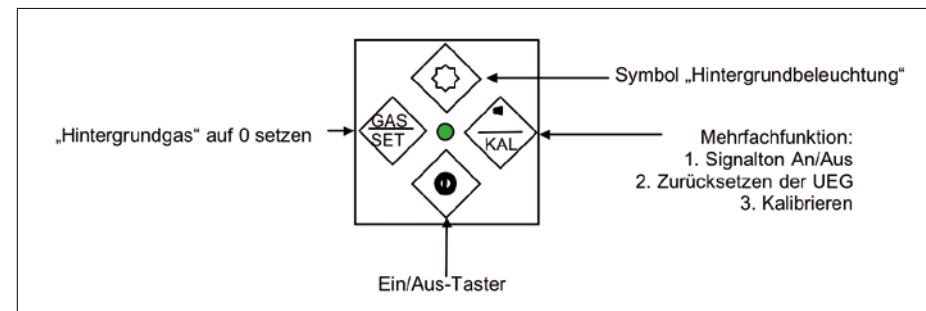 Symbol „Hintergrundbeleuchtung“
„Hintergrundgas“ auf 0 setzen
GAS
SET
KAL
Mehrfachfunktion:
1. Signalton An/Aus
2. Zurücksetzen der UEG
3. Kalibrieren
Ein/Aus-Taster